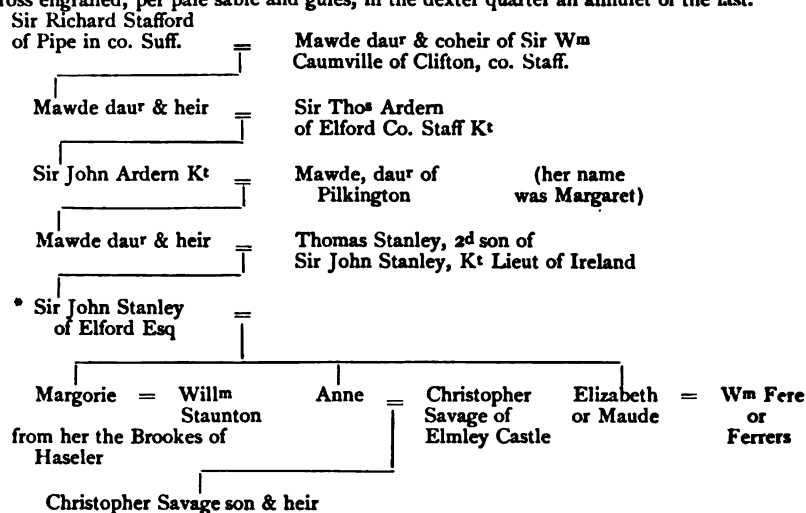 Sir Richard Stafford
of Pipe in co. Suff. = Mawde daur & coheir of Sir Wm
Caumville of Clifton, co. Staff.
Mawde daur & heir = Sir Thos Ardern
of Elford Co. Staff Kt
Sir John Ardern Kt = Mawde, daur of (her name
Pilkington was Margaret)
Mawde daur & heir = Thomas Stanley, 2d son of
Sir John Stanley, Kt Lieut of Ireland
* Sir John Stanley =
of Elford Esq
Margorie = Willm Anne = Christopher Elizabeth = Wm Fere
Staunton Savage of or Maude or
from her the Brookes of Elmley Castle Ferrers
Haseler
Christopher Savage son & heir